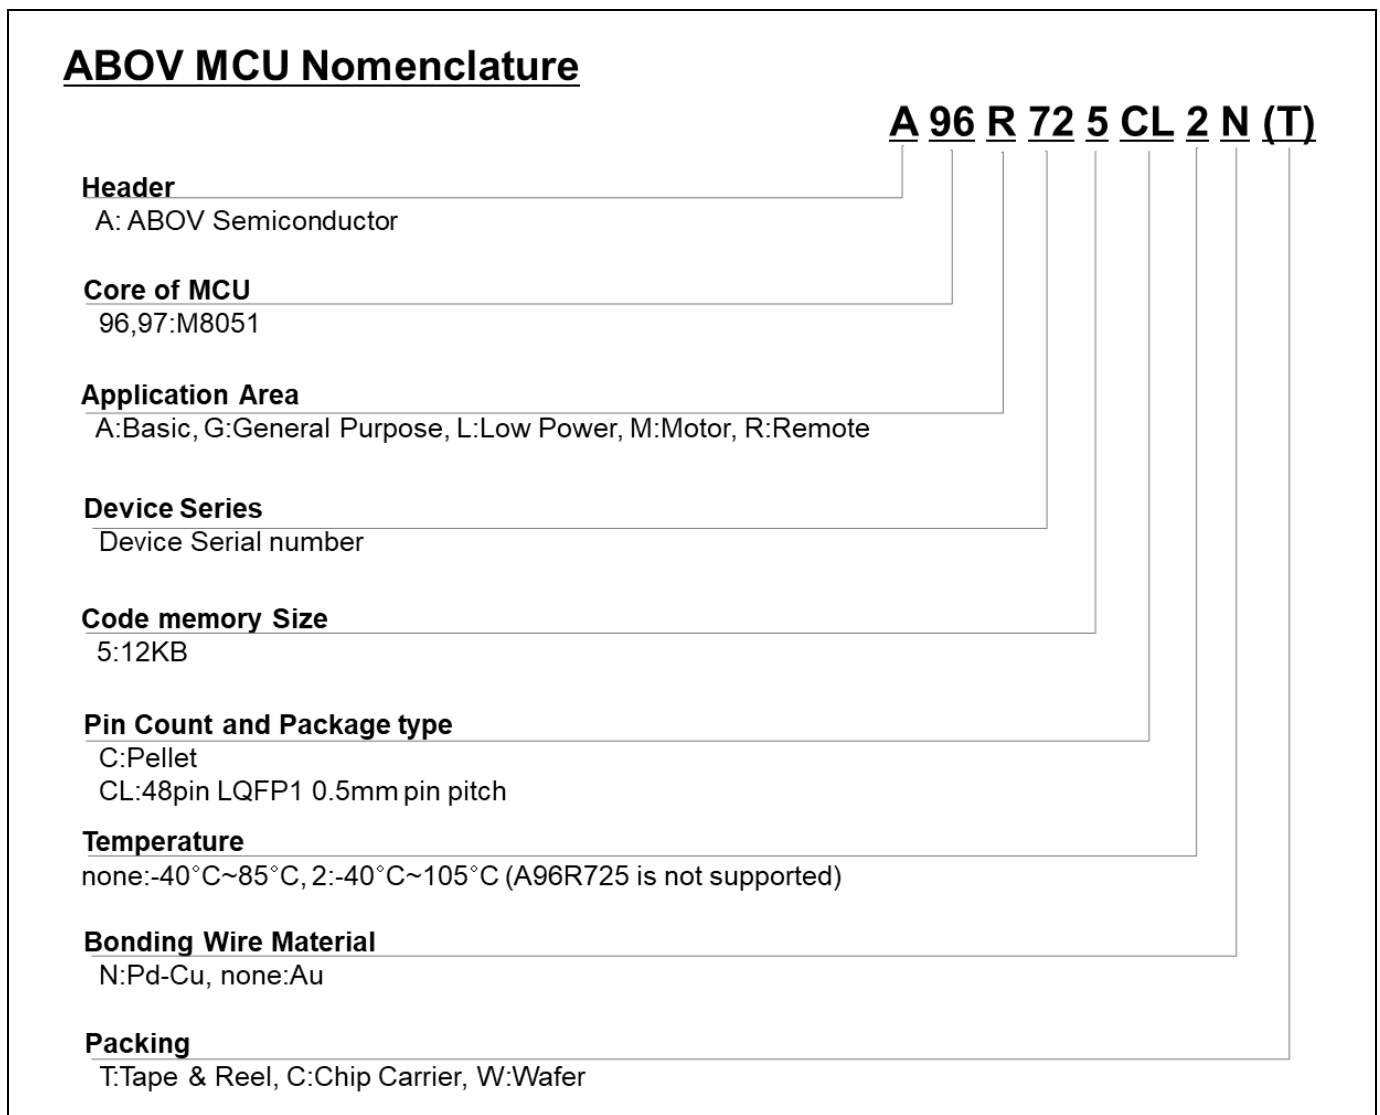 ABOV MCU Nomenclature
A 96 R 72 5 CL 2 N (T)
Header
A: ABOV Semiconductor
Core of MCU
96,97:M8051
Application Area
A:Basic, G:General Purpose, L:Low Power, M:Motor, R:Remote
Device Series
Device Serial number
Code memory Size
5:12KB
Pin Count and Package type
C:Pellet
CL:48pin LQFP1 0.5mm pin pitch
Temperature
none:-40°C~85°C, 2:-40°C~105°C (A96R725 is not supported)
Bonding Wire Material
N:Pd-Cu, none:Au
Packing
T:Tape & Reel, C:Chip Carrier, W:Wafer